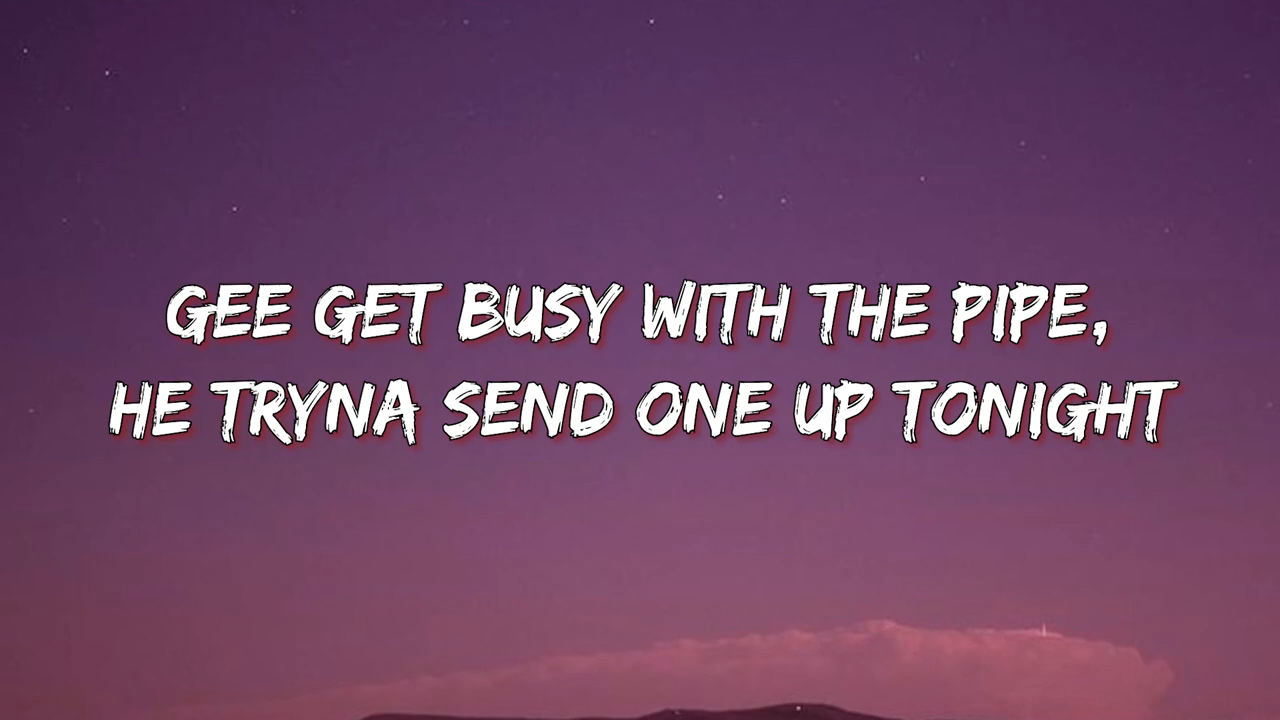 GEE GET BUSY WITH THE PIPE,
HE TRYNA SEND ONE UP TONIGHT